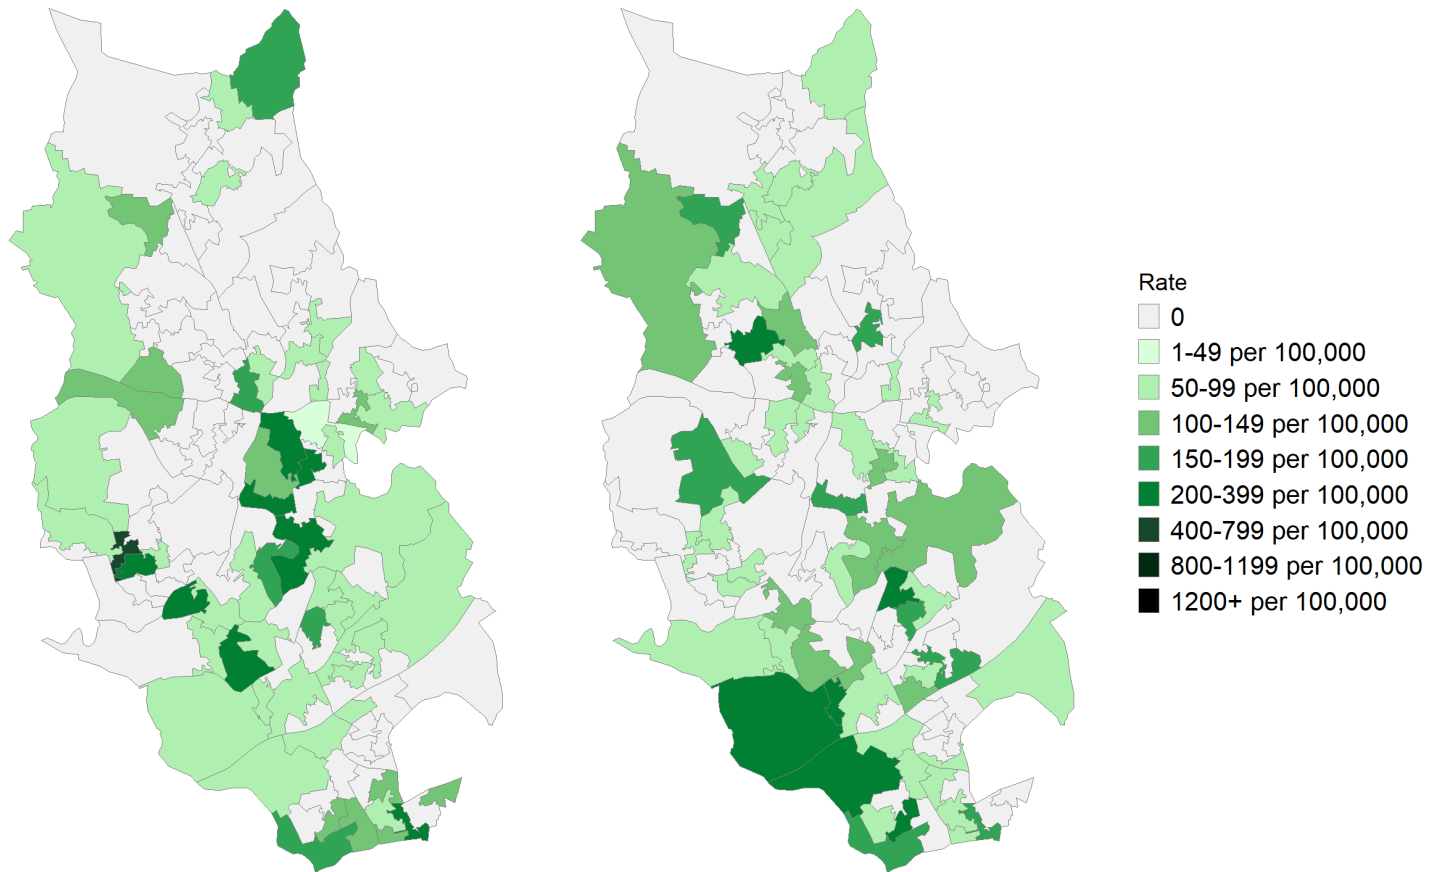 Rate
0
1-49 per 100,000
50-99 per 100,000
100-149 per 100,000
150-199 per 100,000
200-399 per 100,000
400-799 per 100,000
800-1199 per 100,000
1200+ per 100,000